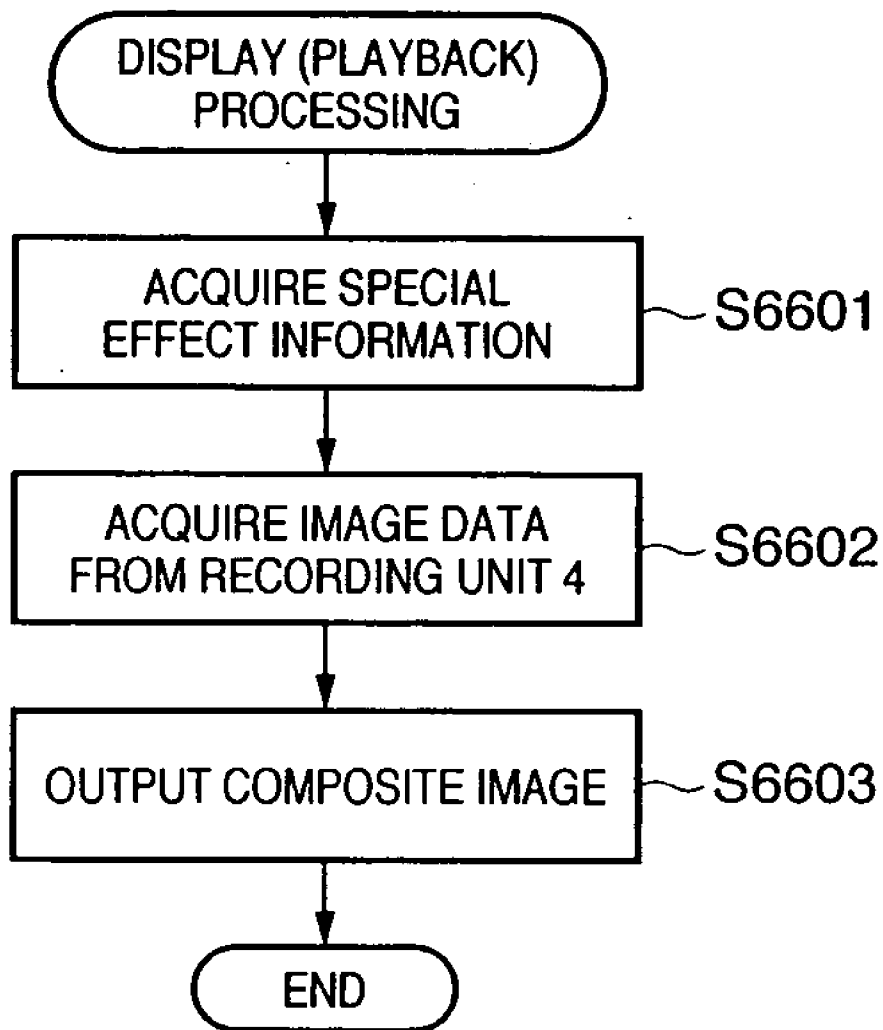 DISPLAY (PLAYBACK)
PROCESSING
ACQUIRE SPECIAL
EFFECT INFORMATION
S6601
ACQUIRE IMAGE DATA
FROM RECORDING UNIT 4
S6602
OUTPUT COMPOSITE IMAGE
S6603
END